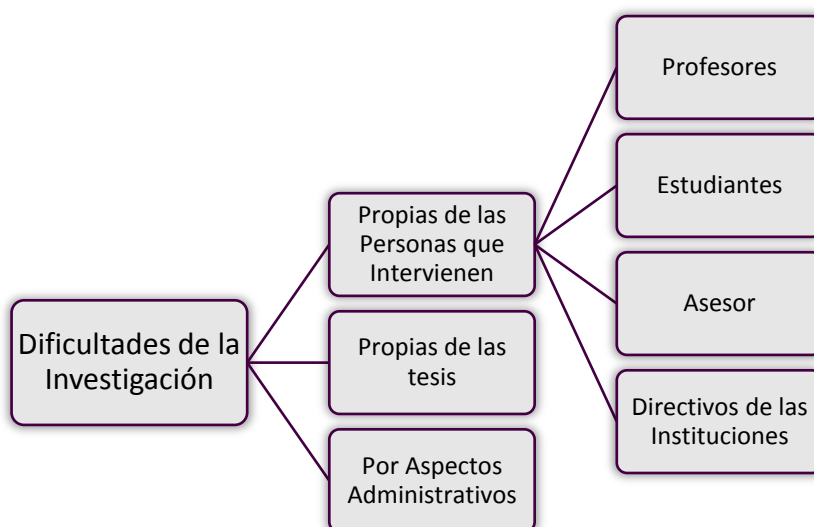 Dificultades de la
Investigación
Propias de las
Personas que
Intervienen
Propias de las
tesis
Por Aspectos
Administrativos
Profesores
Estudiantes
Asesor
Directivos de las
Instituciones